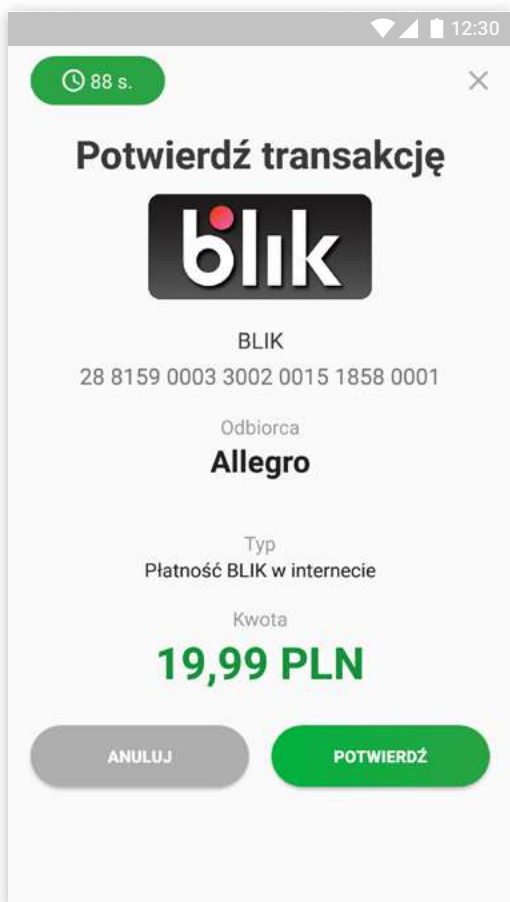 12:30
88 s.
Potwierdź transakcję
blik
BLIK
28 8159 0003 3002 0015 1858 0001
Odbiorca
Allegro
Typ
Płatność BLIK w internecie
Kwota
19,99 PLN
ANULUJ
POTWIERDŹ